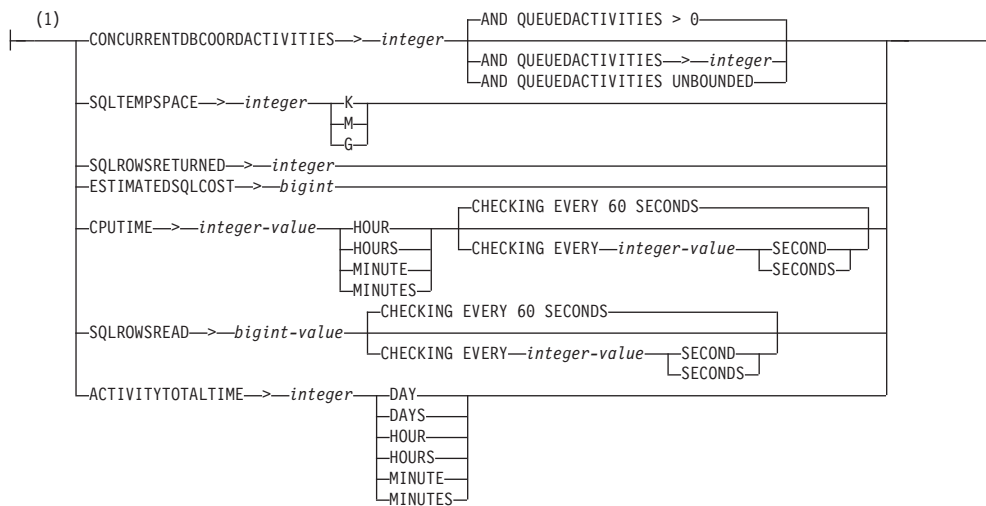 (1)
AND QUEUEDACTIVITIES > 0
CONCURRENTDBCOORDACTIVITIES > integer
AND QUEUEDACTIVITIES > integer
AND QUEUEDACTIVITIES UNBOUNDED
SQLTEMPSPACE > integer K
M
G
SQLROWSRETURNED > integer
ESTIMATEDSQLCOST > bigint
CHECKING EVERY 60 SECONDS
CPUTIME > integer-value HOUR
HOURS CHECKING EVERY integer-value SECOND
MINUTE SECONDS
MINUTES
CHECKING EVERY 60 SECONDS
SQLROWSREAD > bigint-value
CHECKING EVERY integer-value SECOND
SECONDS
ACTIVITYTOTALTIME > integer DAY
DAYS
HOUR
HOURS
MINUTE
MINUTES